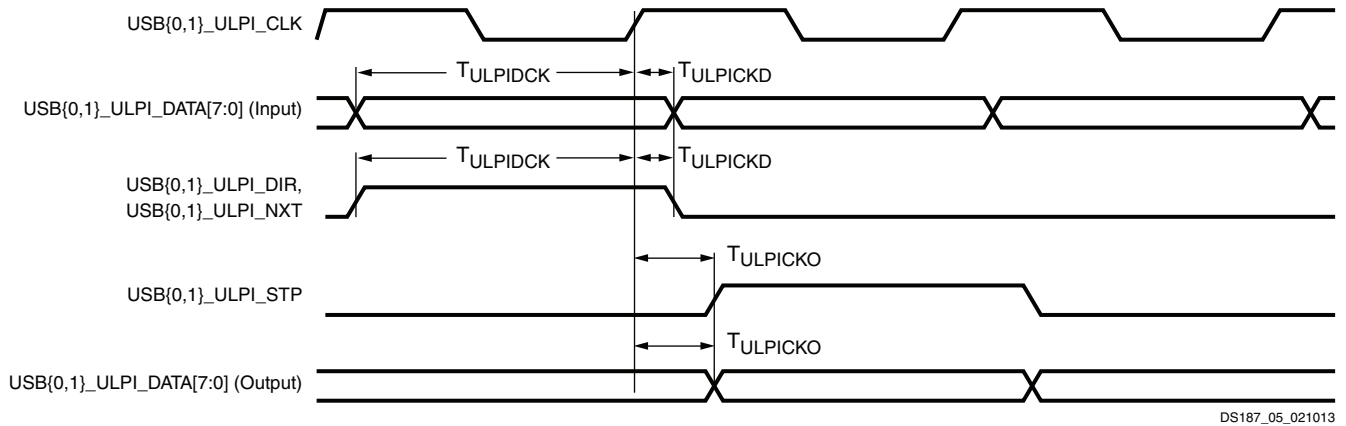 USB{0,1}_ULPI_CLK
TULPIDCK TULPICKD
USB{0,1}_ULPI_DATA[7:0] (Input)
TULPIDCK TULPICKD
USB{0,1}_ULPI_DIR,
USB{0,1}_ULPI_NXT
TULPICKO
USB{0,1}_ULPI_STP
TULPICKO
USB{0,1}_ULPI_DATA[7:0] (Output)
DS187_05_021013